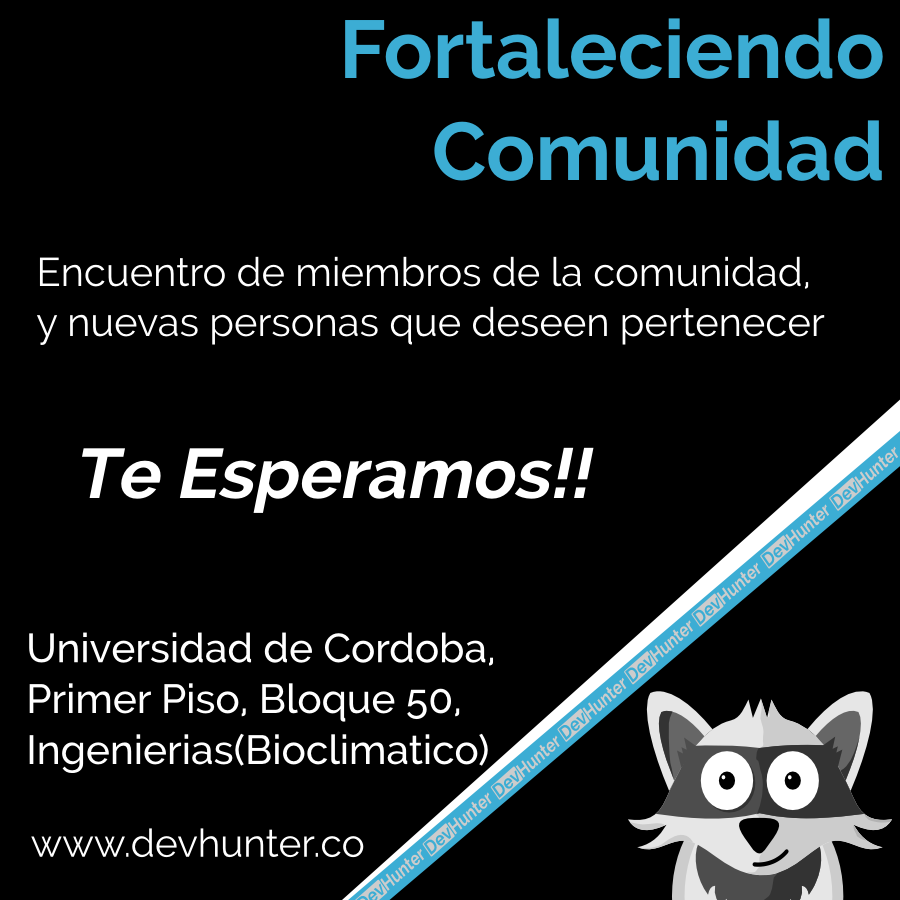 Fortaleciendo
Comunidad
Encuentro de miembros de la comunidad,
y nuevas personas que deseen pertenecer
Te Esperamos!!
Universidad de Cordoba,
Primer Piso, Bloque 50,
Ingenierias(Bioclimatico)
www.devhunter.co
DevHunter DevHunter DevHunter DevHunter DevHunter DevHunter DevHunter DevHunter